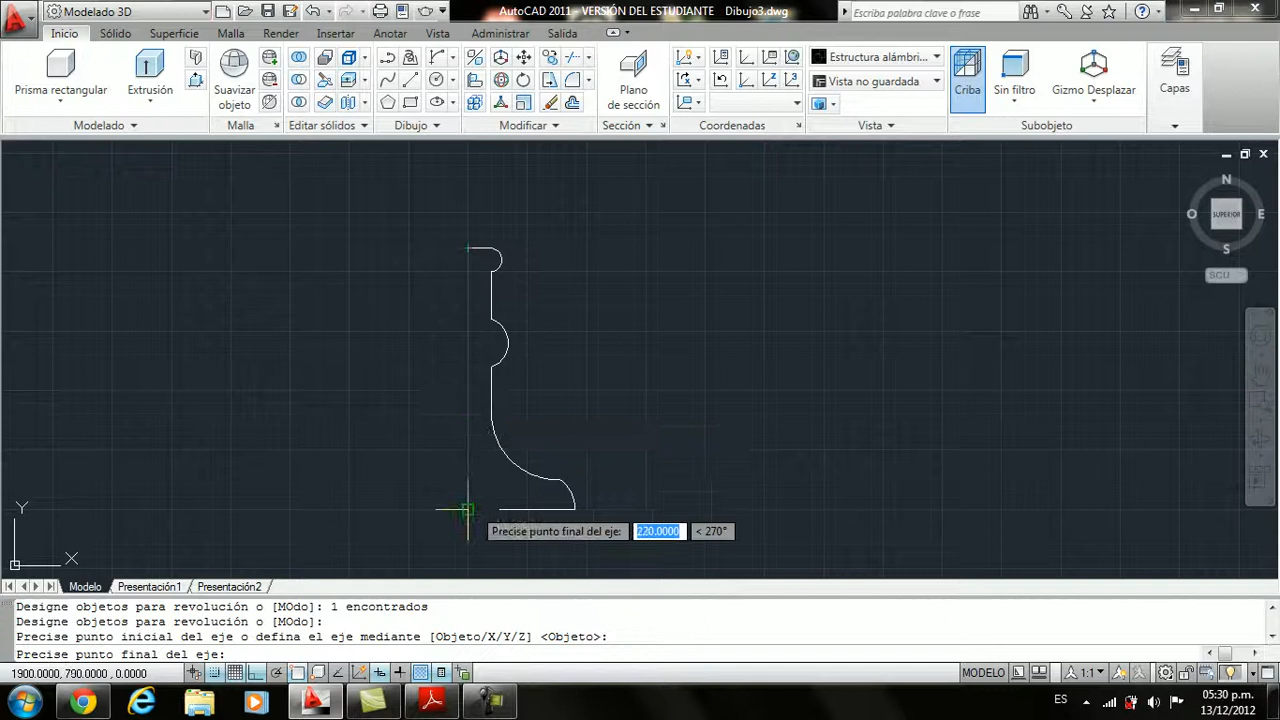 Modelado 3D
AutoCAD 2011 - VERSIÓN DEL ESTUDIANTE Dibujo3.dwg
Escriba palabra clave o frase
Inicio Sólido Superficie Malla Render Insertar Anotar Vista Administrar Salida
Prisma rectangular
Extrusión
Suavizar objeto
Plano de sección
Estructura alámbri...
Vista no guardada
Criba
Sin filtro
Gizmo Desplazar
Capas
Modelado Malla Editar sólidos Dibujo Modificar Sección Coordenadas Vista Subobjeto
N
O SUPERIOR E
S
SCU
Y
X
Precise punto final del eje: 220.0000 < 270°
Modelo Presentación1 Presentación2
Designe objetos para revolución o [MOdo]: 1 encontrados
Designe objetos para revolución o [MOdo]:
Precise punto inicial del eje o defina el eje mediante [Objeto/X/Y/Z] <Objeto>:
Precise punto final del eje:
1900.0000, 790.0000 , 0.0000
MODELO
1:1
ES
05:30 p.m.
13/12/2012